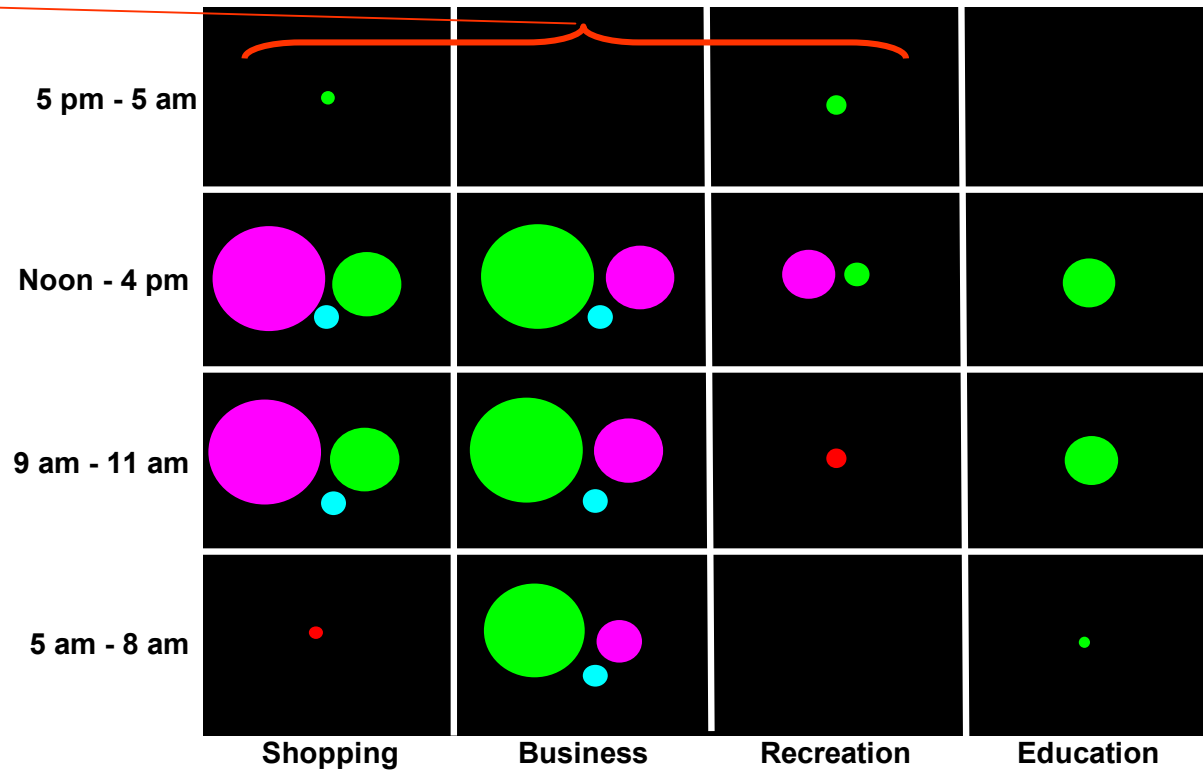 5 pm - 5 am
Noon - 4 pm
9 am - 11 am
5 am - 8 am
Shopping Business Recreation Education